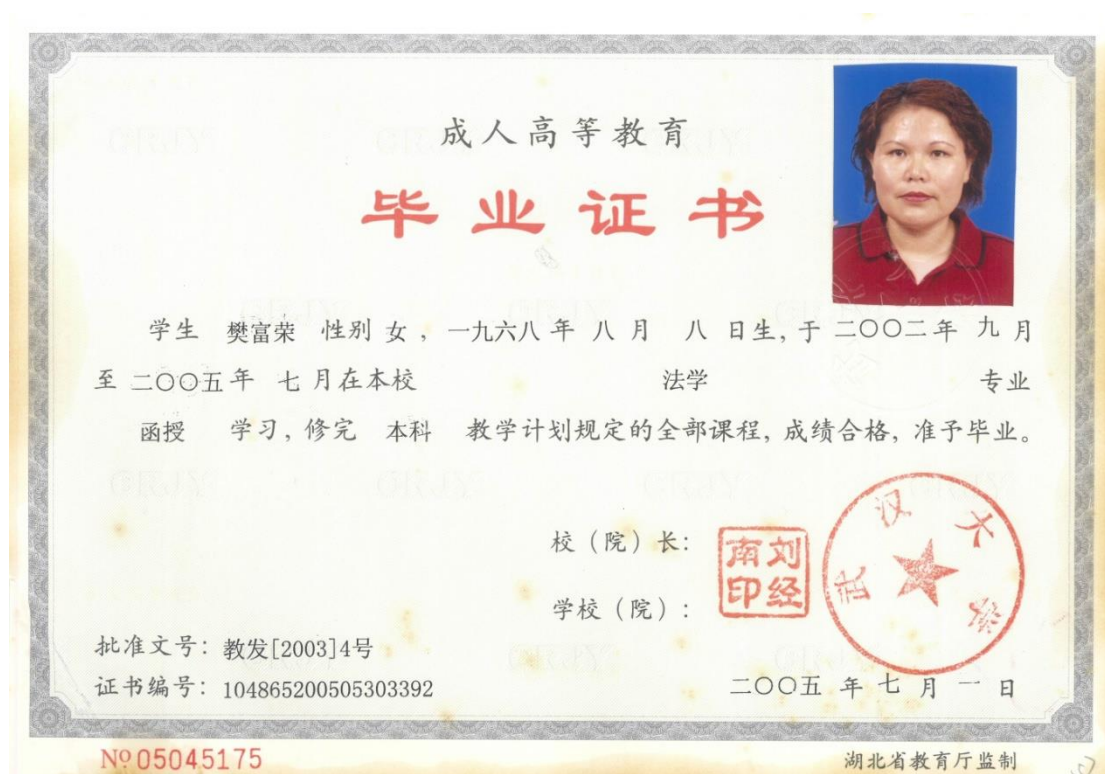 成人高等教育
毕业证书
学生 樊富荣 性别 女, 一九六八年 八月 八日生, 于 二〇〇二年 九月
至 二〇〇五年 七月在本校 法学 专业
函授 学习, 修完 本科 教学计划规定的全部课程, 成绩合格, 准予毕业。
校（院）长:
刘经南印
学校（院）:
武汉大学
批准文号: 教发[2003]4号
证书编号: 104865200505303392
二〇〇五年七月一日
№ 05045175
湖北省教育厅监制